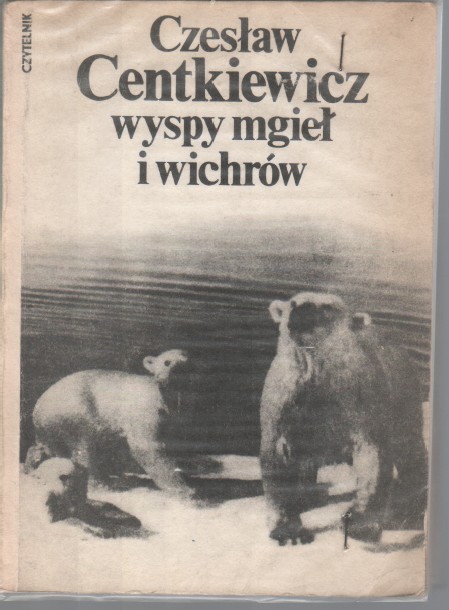 CZYTELNIK
Czesław
Centkiewicz
wyspy mgieł
i wichrów